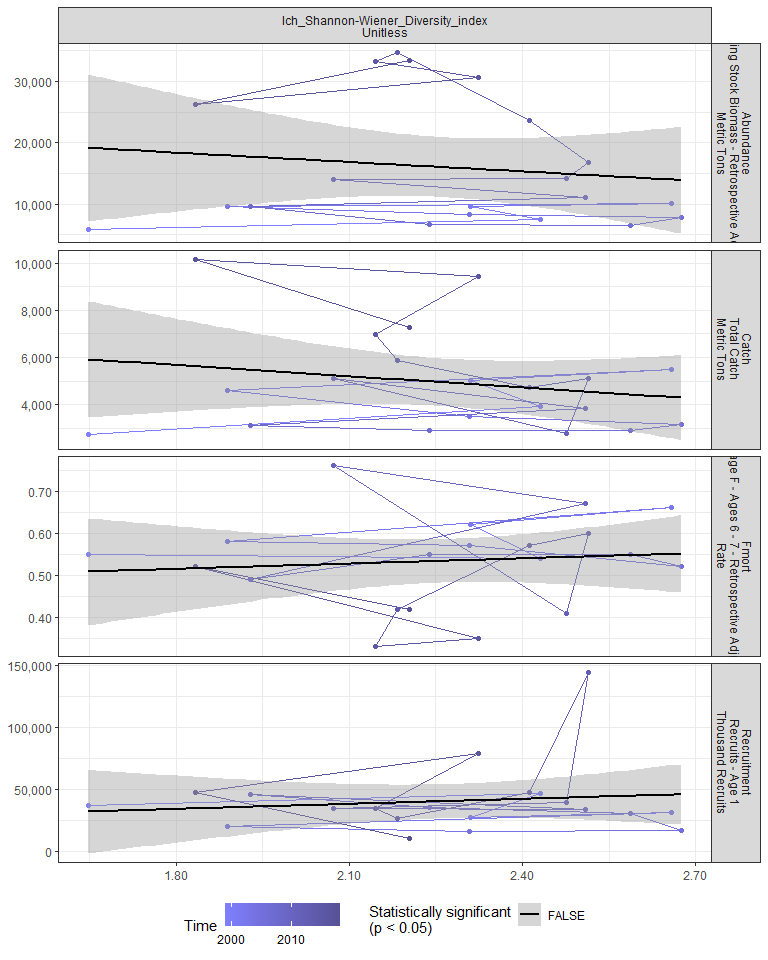 Ich_Shannon-Wiener_Diversity_index
Unitless
30,000
20,000
10,000
Abundance
ing Stock Biomass - Retrospective
Metric Tons
10,000
8,000
6,000
4,000
Catch
Total Catch
Metric Tons
0.70
0.60
0.50
0.40
Fmort
F - Ages 6 - 7 - Retrospective Adj
Rate
150,000
100,000
50,000
0
Recruitment
Recruits - Age 1
Thousand Recruits
1.80 2.10 2.40 2.70
Time
2000 2010
Statistically significant
(p < 0.05)
FALSE